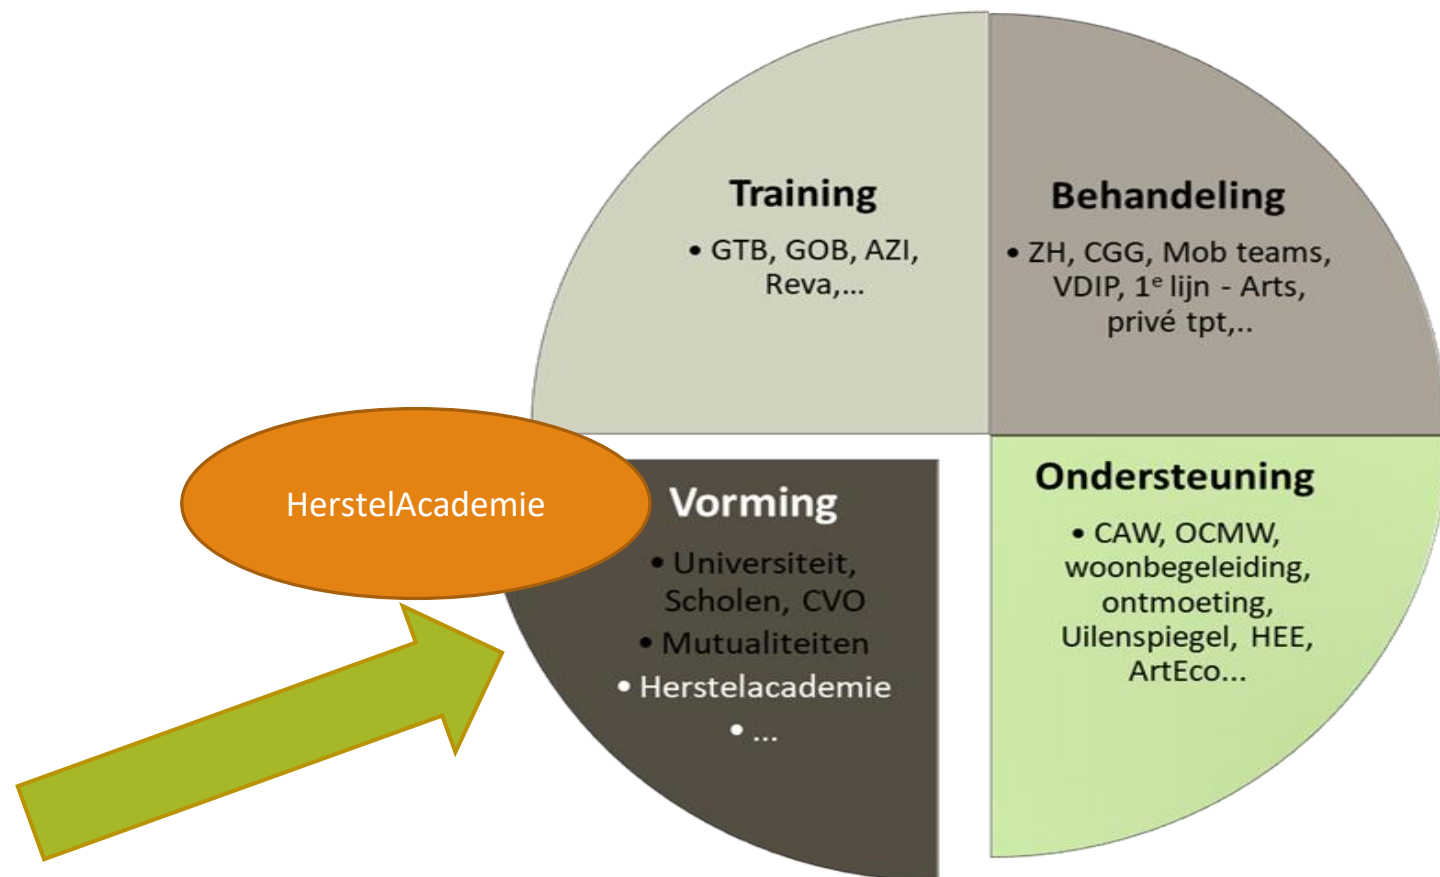 Training
• GTB, GOB, AZI,
Reva,...
Behandeling
• ZH, CGG, Mob teams,
VDIP, 1e lijn - Arts,
privé tpt,..
HerstelAcademie
Vorming
• Universiteit,
Scholen, CVO
• Mutualiteiten
• Herstelacademie
• ...
Ondersteuning
• CAW, OCMW,
woonbegeleiding,
ontmoeting,
Uilenspiegel, HEE,
ArtEco...